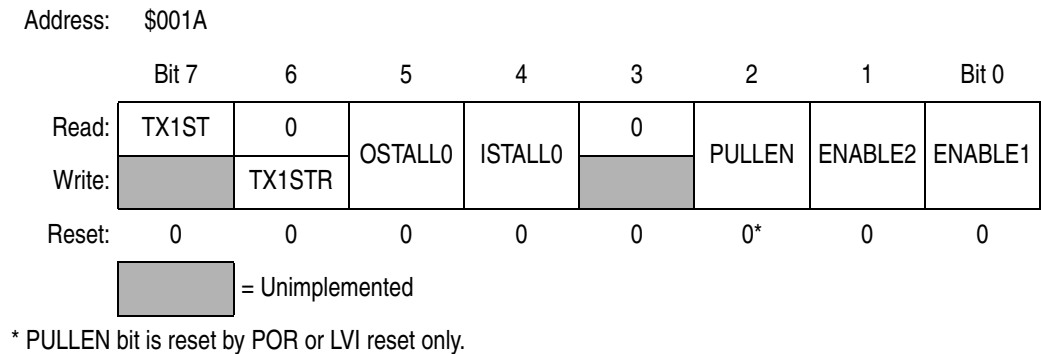 Address: $001A
Bit 7 6 5 4 3 2 1 Bit 0
Read: TX1ST 0 OSTALL0 ISTALL0 0 PULLEN ENABLE2 ENABLE1
Write: TX1STR
Reset: 0 0 0 0 0 0* 0 0
= Unimplemented
* PULLEN bit is reset by POR or LVI reset only.